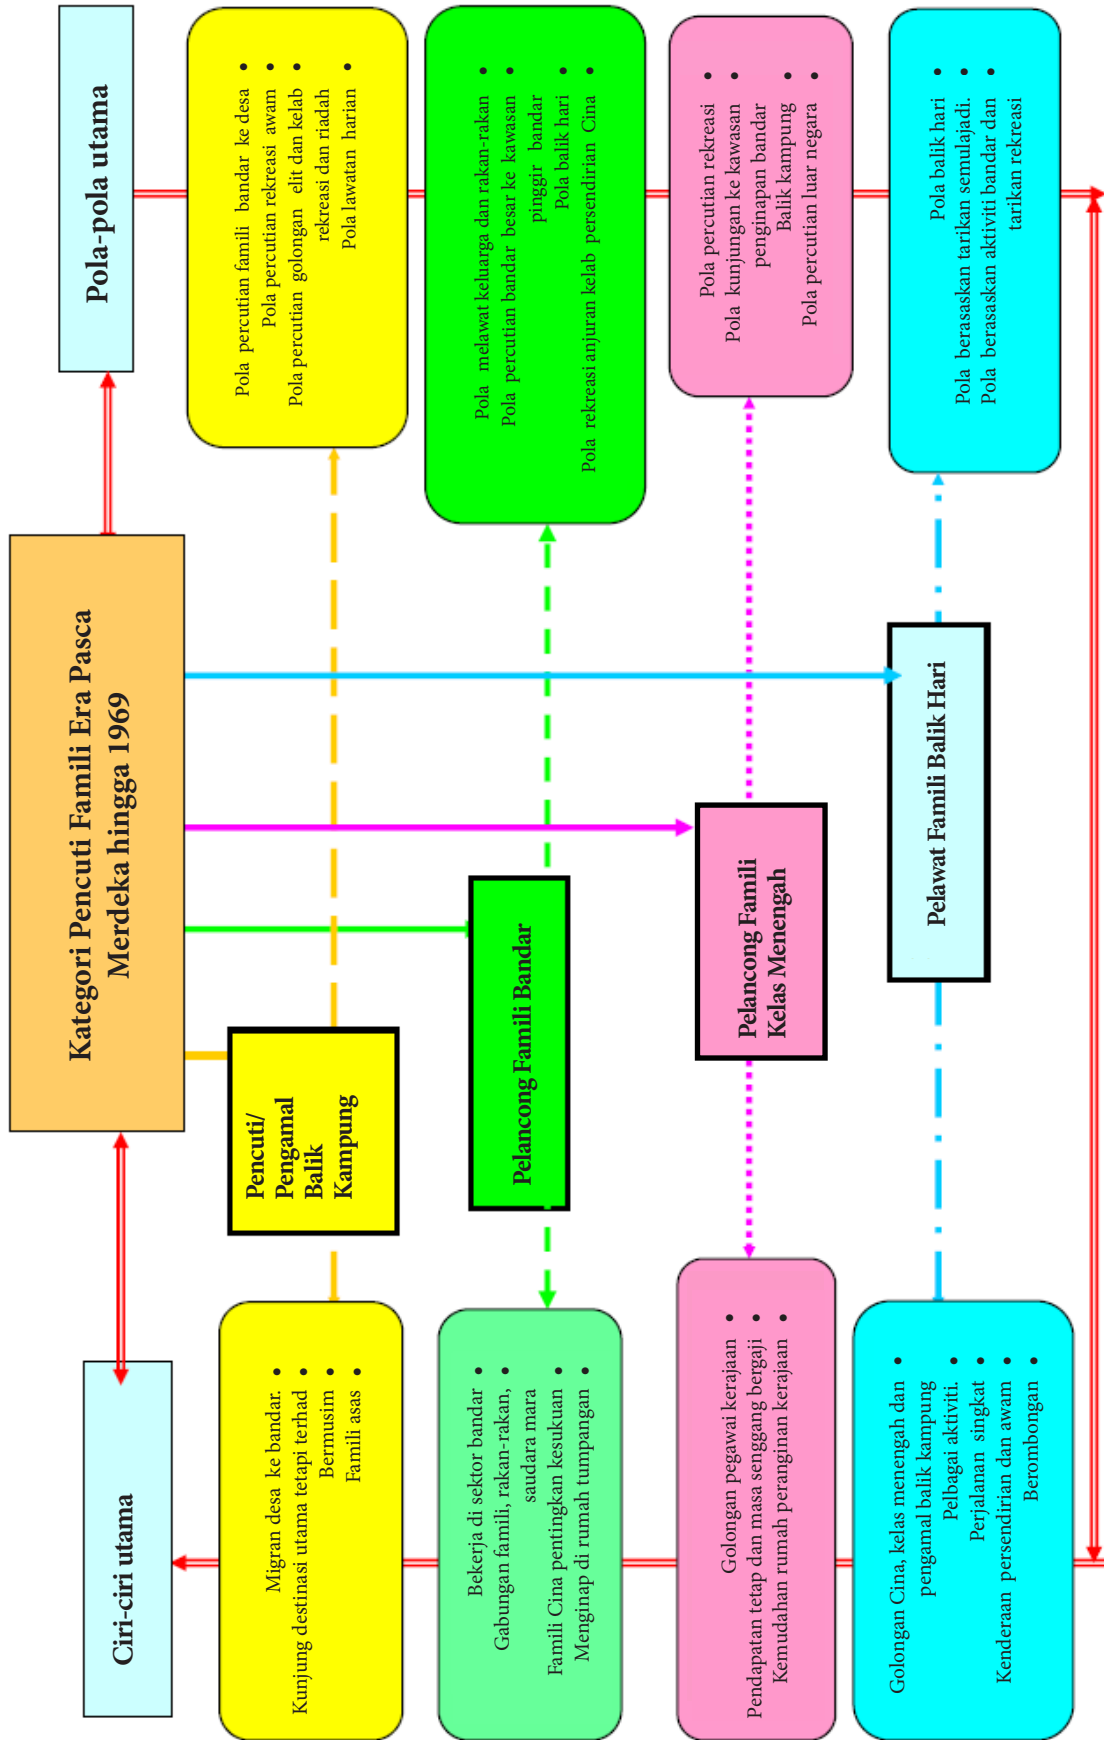 Kategori Pencuti Famili Era Pasca
Merdeka hingga 1969
Ciri-ciri utama
Pola-pola utama
Pencuti/
Pengamal
Balik
Kampung
• Migran desa ke bandar.
• Kunjung destinasi utama tetapi terhad
• Bermusim
• Famili asas
• Pola percutian famili bandar ke desa
• Pola percutian rekreasi awam
• Pola percutian golongan elit dan kelab
rekreasi dan riadah
• Pola lawatan harian
Pelancong Famili Bandar
• Bekerja di sektor bandar
• Gabungan famili, rakan-rakan,
saudara mara
• Famili Cina pentingkan kesukuan
• Menginap di rumah tumpangan
• Pola melawat keluarga dan rakan-rakan
• Pola percutian bandar besar ke kawasan
pinggir bandar
• Pola balik hari
• Pola rekreasi anjuran kelab persendirian Cina
Pelancong Famili
Kelas Menengah
• Golongan pegawai kerajaan
• Pendapatan tetap dan masa senggang bergaji
• Kemudahan rumah peranginan kerajaan
• Pola percutian rekreasi
• Pola kunjungan ke kawasan
penginapan bandar
• Balik kampung
• Pola percutian luar negara
Pelawat Famili Balik Hari
• Golongan Cina, kelas menengah dan
pengamal balik kampung
• Pelbagai aktiviti.
• Perjalanan singkat
• Kenderaan persendirian dan awam
• Berombongan
• Pola balik hari
• Pola berasaskan tarikan semulajadi.
• Pola berasaskan aktiviti bandar dan
tarikan rekreasi